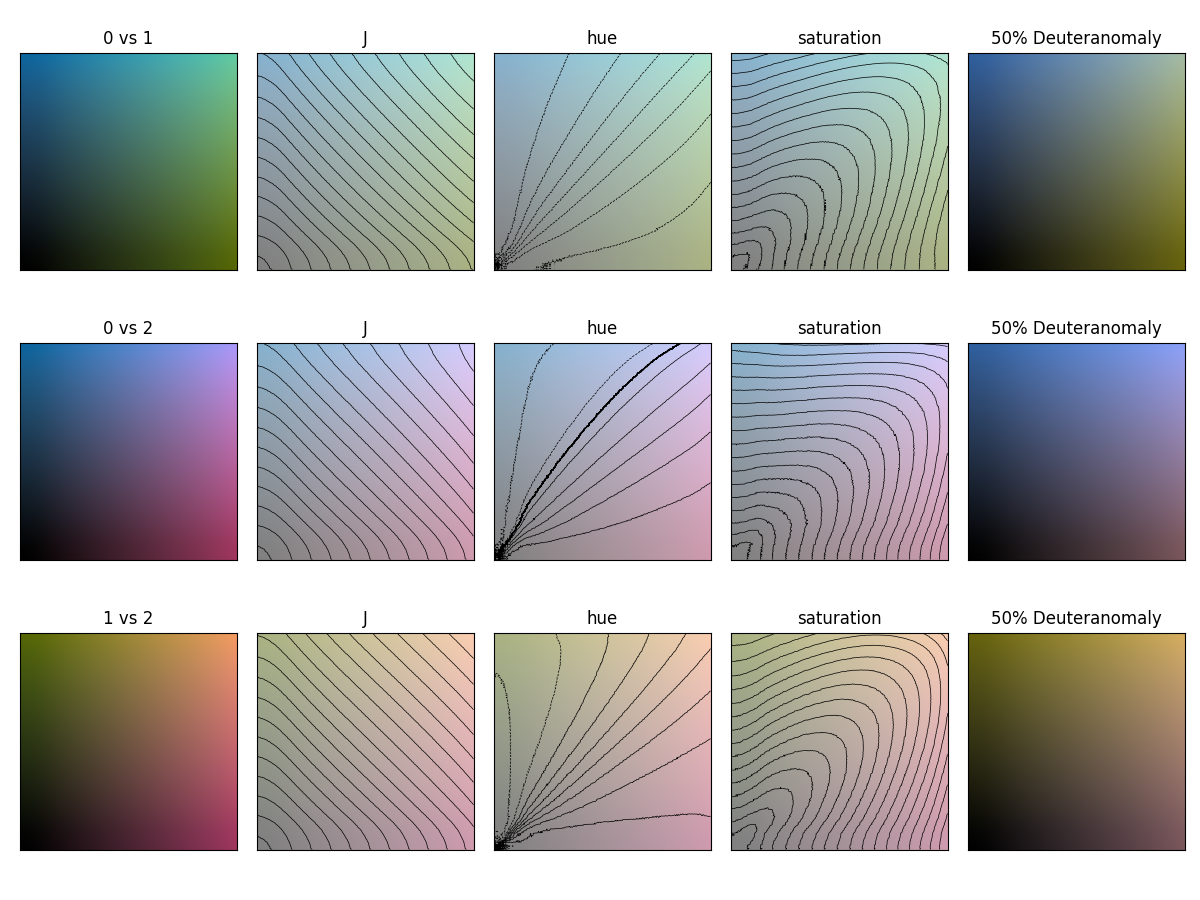 0 vs 1 J hue saturation 50% Deuteranomaly
0 vs 2 J hue saturation 50% Deuteranomaly
1 vs 2 J hue saturation 50% Deuteranomaly